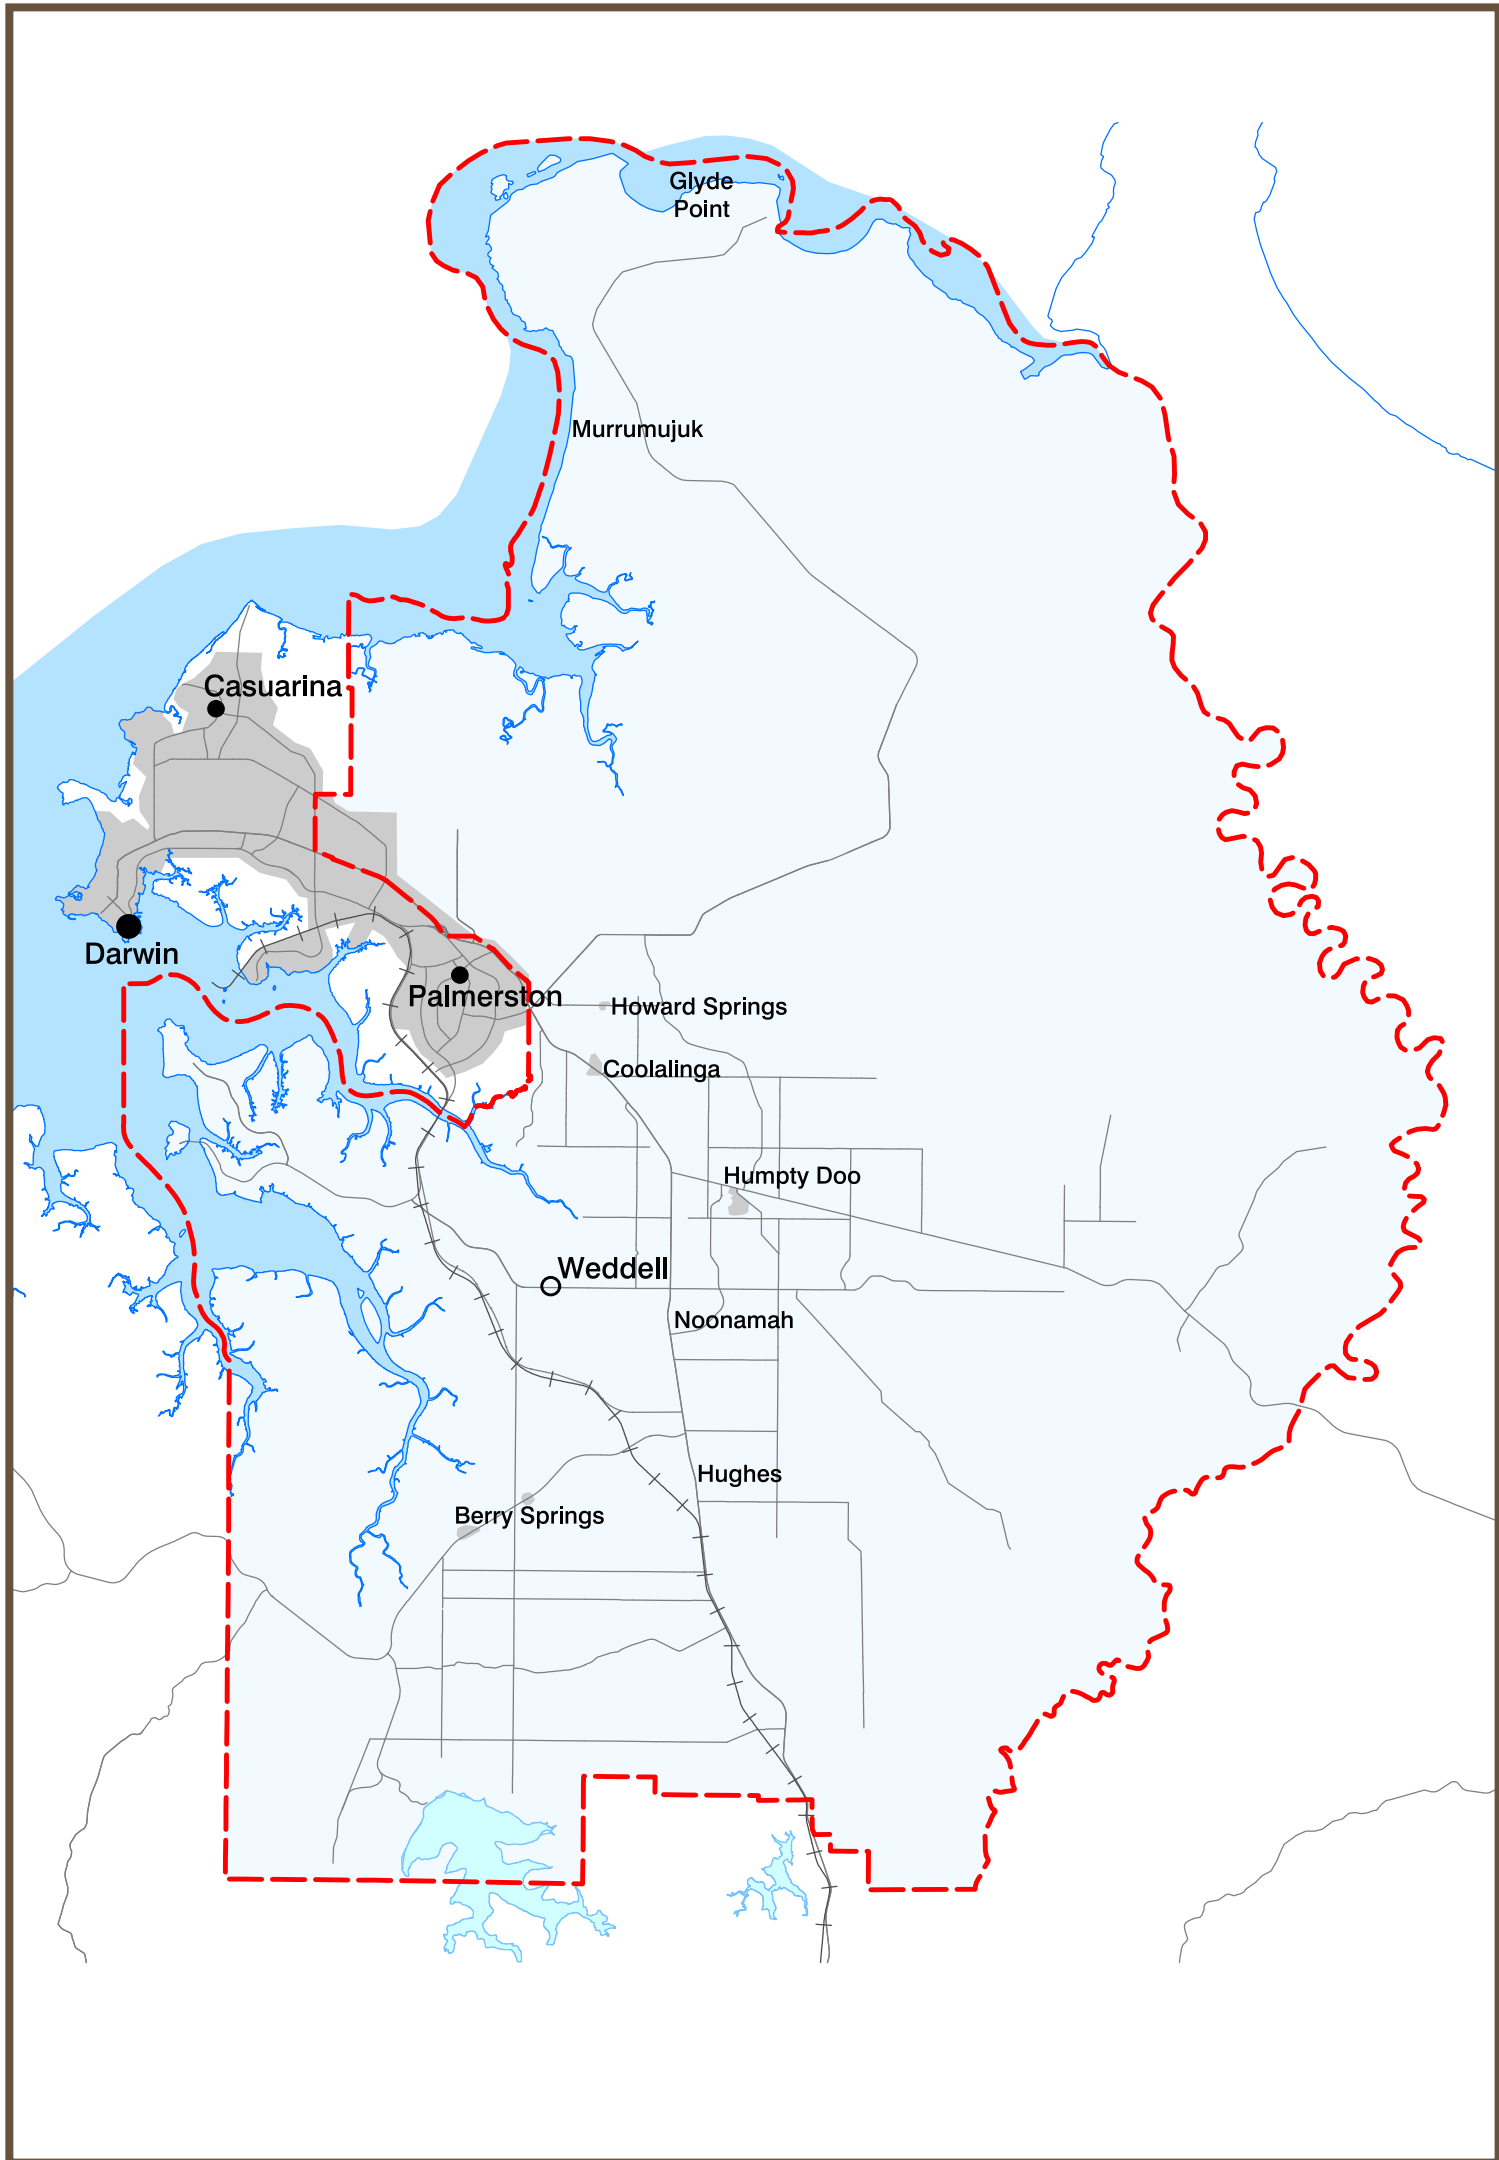 Glyde
Point
Murrumujuk
Casuarina
Darwin
Palmerston
Howard Springs
Coolalinga
Humpty Doo
Weddell
Noonamah
Hughes
Berry Springs